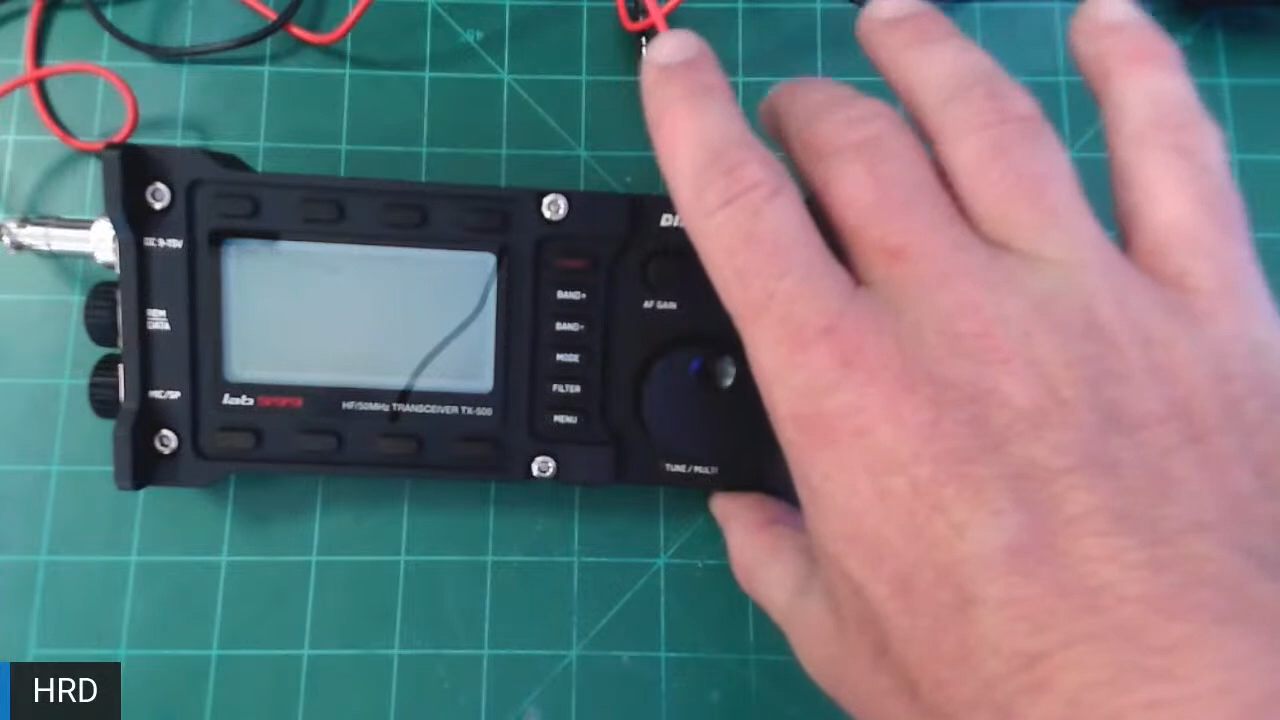 DC 9-15V
REM
DATA
MIC/SP
lab
HF/50MHz TRANSCEIVER TX-500
BAND+
BAND-
MODE
FILTER
MENU
AF GAIN
TUNE/MULTI
HRD